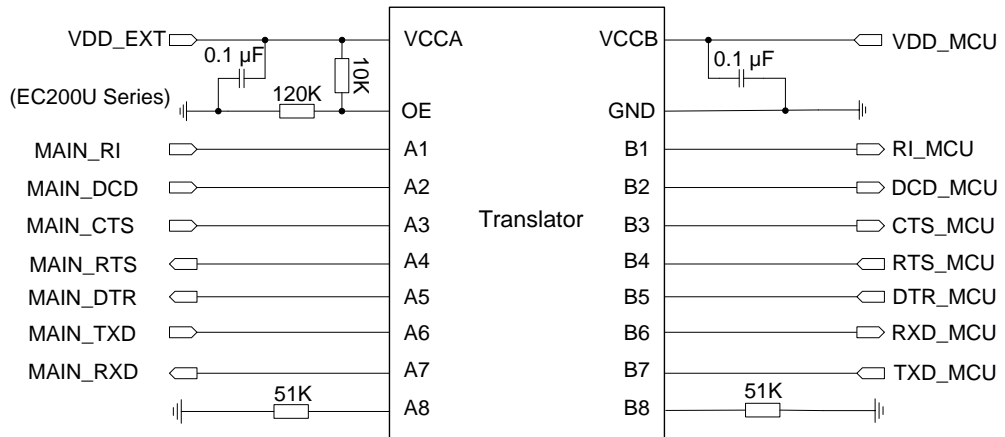 VDD_EXT VCCA VCCB VDD_MCU
0.1 µF 10K 0.1 µF
(EC200U Series) 120K OE GND
MAIN_RI A1 B1 RI_MCU
MAIN_DCD A2 B2 DCD_MCU
MAIN_CTS A3 Translator B3 CTS_MCU
MAIN_RTS A4 B4 RTS_MCU
MAIN_DTR A5 B5 DTR_MCU
MAIN_TXD A6 B6 RXD_MCU
MAIN_RXD A7 B7 TXD_MCU
51K A8 B8 51K